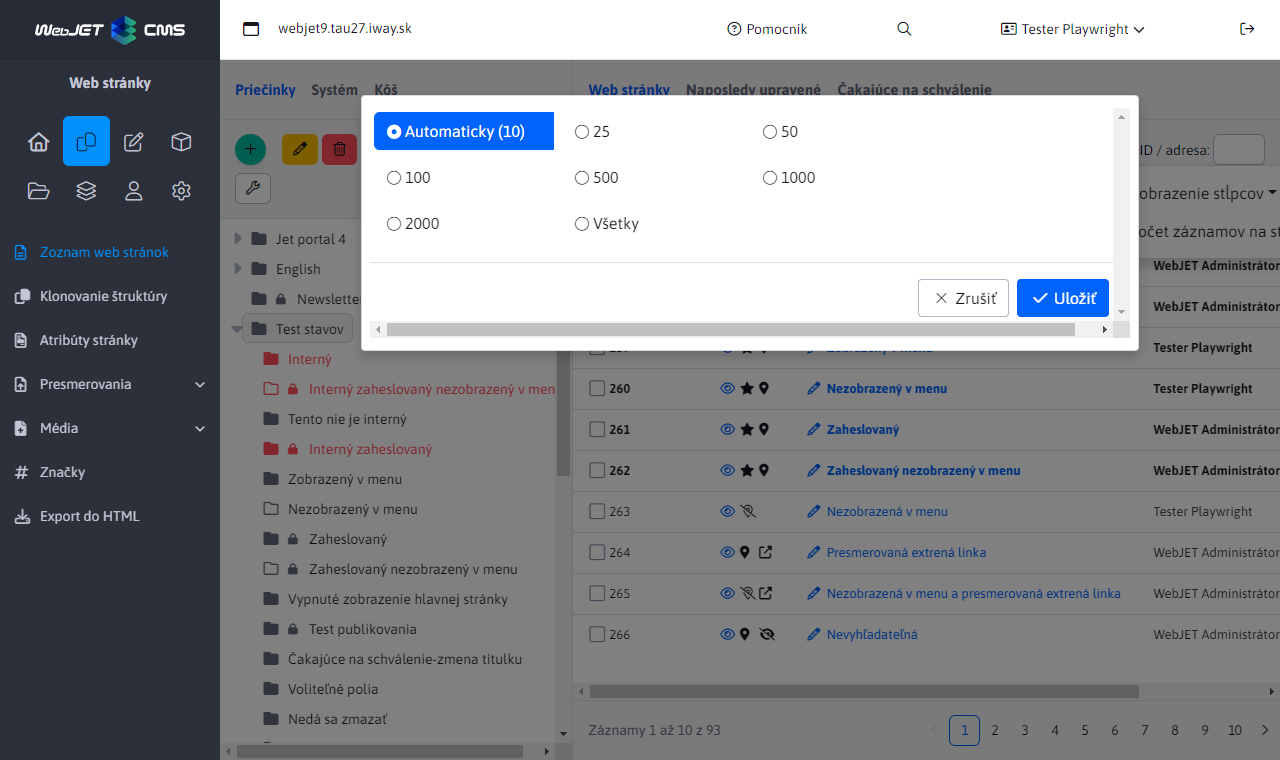 WebJET CMS
webjet9.tau27.iway.sk
Pomocník
Tester Playwright
Web stránky
Zoznam web stránok
Klonovanie štruktúry
Atribúty stránky
Presmerovania
Média
Značky
Export do HTML
Priečinky Systém Kôš
Web stránky Naposledy upravené Čakajúce na schválenie
ID / adresa:
obrazenie stĺpcov
očet záznamov na st
Automaticky (10) 25 50
100 500 1000
2000 Všetky
Zrušiť Uložiť
Jet portal 4
English
Newslette
Test stavov
Interný
Interný zaheslovaný nezobrazený v men
Tento nie je interný
Interný zaheslovaný
Zobrazený v menu
Nezobrazený v menu
Zaheslovaný
Zaheslovaný nezobrazený v menu
Vypnuté zobrazenie hlavnej stránky
Test publikovania
Čakajúce na schválenie-zmena titulku
Voliteľné polia
Nedá sa zmazať
WebJET Administrátor
WebJET Administrátor
Tester Playwright
260 Nezobrazený v menu Tester Playwright
261 Zaheslovaný WebJET Administrátor
262 Zaheslovaný nezobrazený v menu WebJET Administrátor
263 Nezobrazená v menu Tester Playwright
264 Presmerovaná extrená linka WebJET Administrátor
265 Nezobrazená v menu a presmerovaná extrená linka WebJET Administrátor
266 Nevyhľadateľná WebJET Administrátor
Záznamy 1 až 10 z 93
1 2 3 4 5 6 7 8 9 10